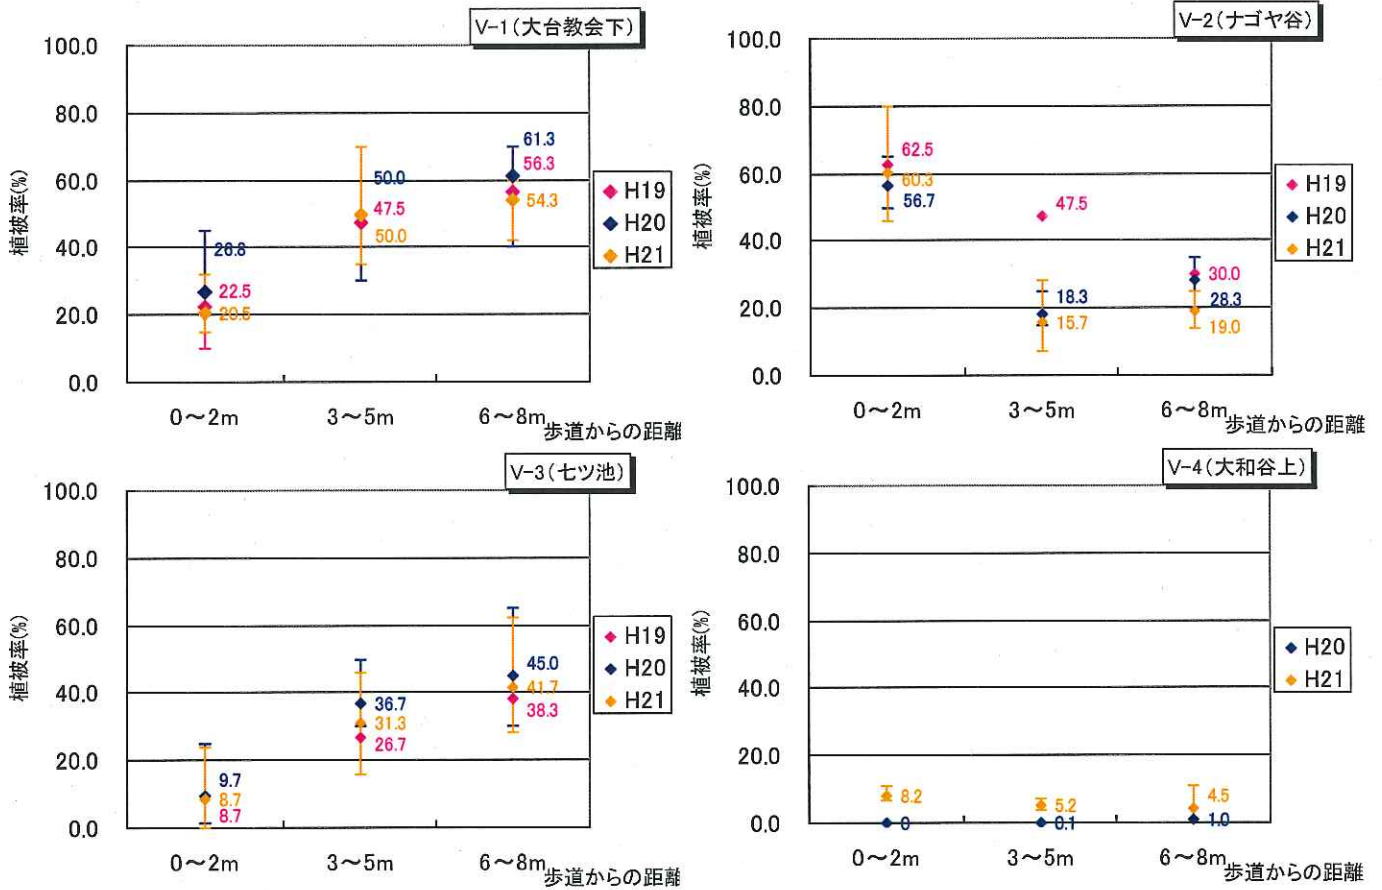 V-1(大台教会下)
100.0
80.0
60.0
40.0
20.0
0.0
植被率(%)
61.3
56.3
54.3
50.0
47.5
50.0
26.8
22.5
20.5
H19
H20
H21
0～2m
3～5m
6～8m
歩道からの距離
V-2(ナゴヤ谷)
100.0
80.0
60.0
40.0
20.0
0.0
植被率(%)
62.5
60.3
56.7
47.5
18.3
15.7
30.0
28.3
19.0
H19
H20
H21
0～2m
3～5m
6～8m
歩道からの距離
V-3(七ツ池)
100.0
80.0
60.0
40.0
20.0
0.0
植被率(%)
9.7
8.7
8.7
36.7
31.3
26.7
45.0
41.7
38.3
H19
H20
H21
0～2m
3～5m
6～8m
歩道からの距離
V-4(大和谷上)
100.0
80.0
60.0
40.0
20.0
0.0
植被率(%)
8.2
0
5.2
0.1
4.5
1.0
H20
H21
0～2m
3～5m
6～8m
歩道からの距離